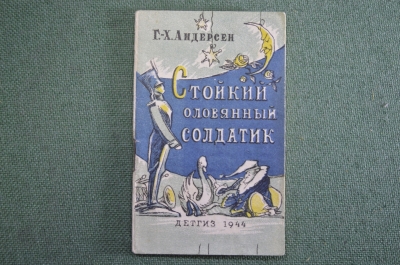 Г.-Х. АНДЕРСЕН
СТОЙКИЙ
ОЛОВЯННЫЙ
СОЛДАТИК
ДЕТГИЗ 1944